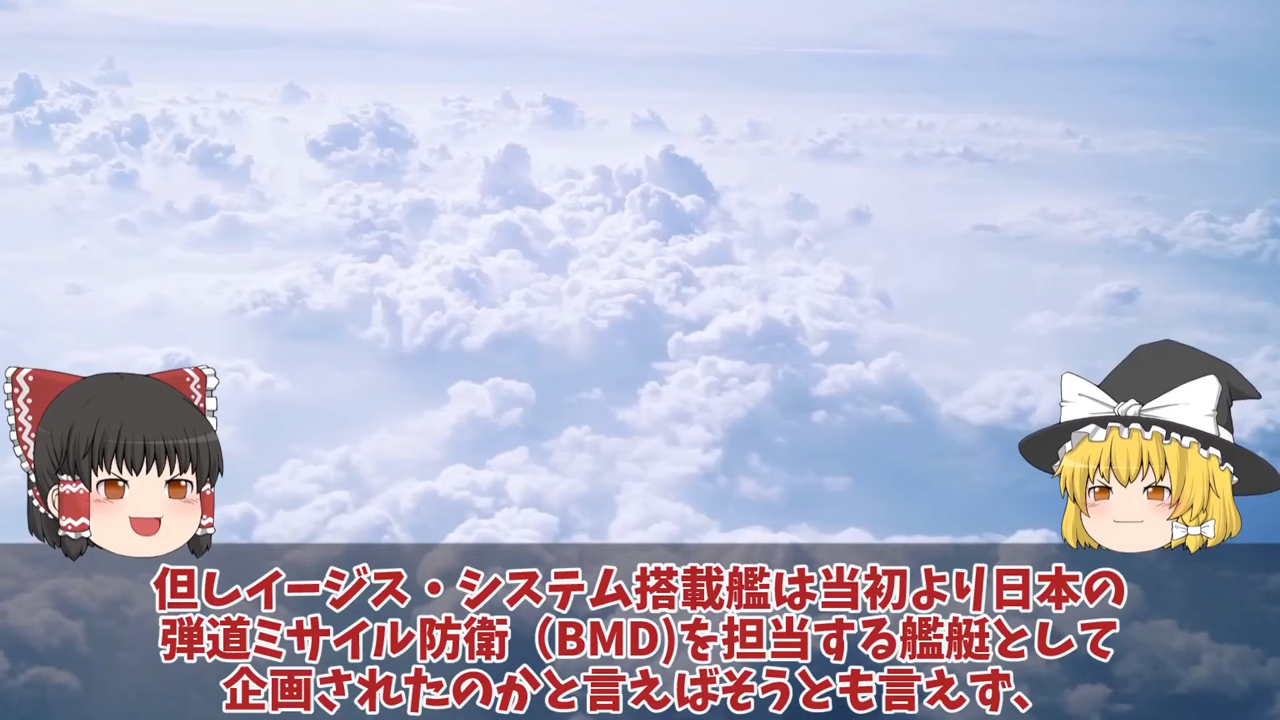 但しイージス・システム搭載艦は当初より日本の
弾道ミサイル防衛（BMD)を担当する艦艇として
企画されたのかと言えばそうとも言えず、